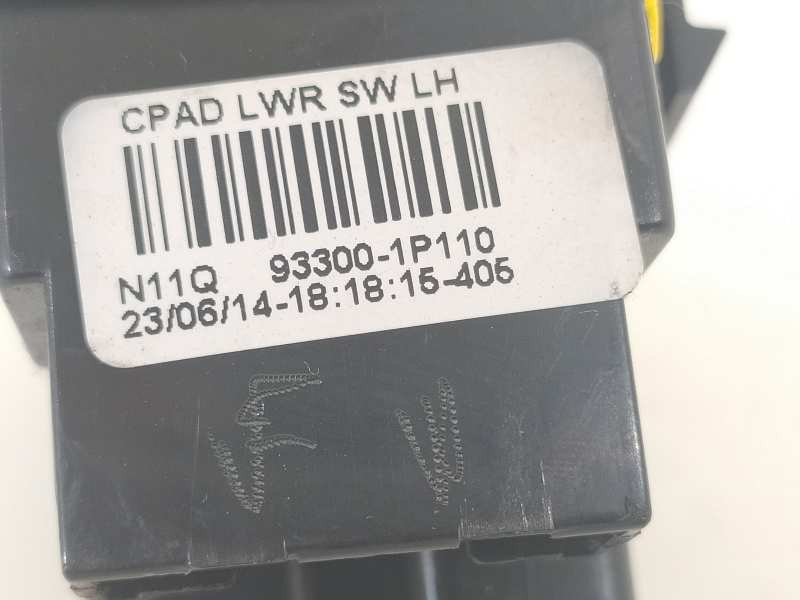 CPAD LWR SW LH
N11Q 93300-1P110
23/06/14-18:18:15-405